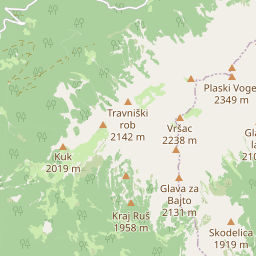 Plaski Voge
2349 m
Travniški
rob
2142 m
Vršac
2238 m
Kuk
2019 m
Glava za
Bajto
2131 m
Kraj Ruš
1958 m
Skodelica
1919 m